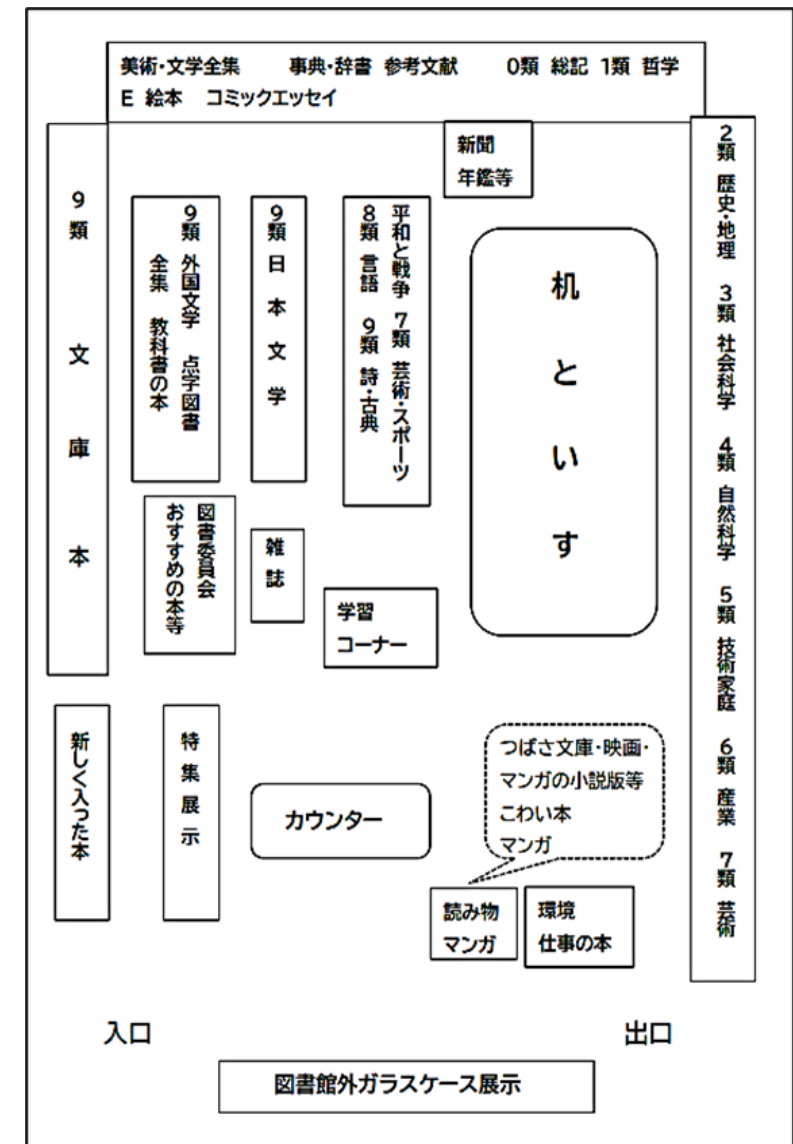 美術・文学全集 事典・辞書 参考文献 0類 総記 1類 哲学
E 絵本 コミックエッセイ
新聞
年鑑等
2類 歴史・地理 3類 社会科学 4類 自然科学 5類 技術家庭 6類 産業 7類 芸術
9類 文庫本
9類 外国文学 点字図書
全集 教科書の本
9類 日本文学
平和と戦争 7類 芸術・スポーツ
8類 言語 9類 詩・古典
机といす
図書委員会
おすすめの本等
雑誌
学習
コーナー
新しく入った本
特集展示
カウンター
つばさ文庫・映画・
マンガの小説版等
こわい本
マンガ
読み物
マンガ
環境
仕事の本
入口
出口
図書館外ガラスケース展示